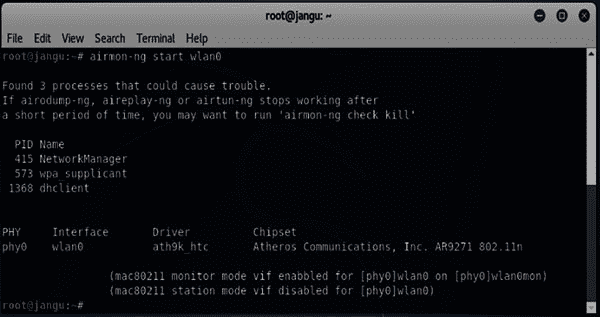 root@jangu: ~
File Edit View Search Terminal Help
root@jangu:~# airmon-ng start wlan0
Found 3 processes that could cause trouble.
If airodump-ng, aireplay-ng or airtun-ng stops working after
a short period of time, you may want to run 'airmon-ng check kill'
PID Name
415 NetworkManager
573 wpa_supplicant
1368 dhclient
PHY Interface Driver Chipset
phy0 wlan0 ath9k_htc Atheros Communications, Inc. AR9271 802.11n
(mac80211 monitor mode vif enabbled for [phy0]wlan0 on [phy0]wlan0mon)
(mac80211 station mode vif disabled for [phy0]wlan0)
root@jangu:~#